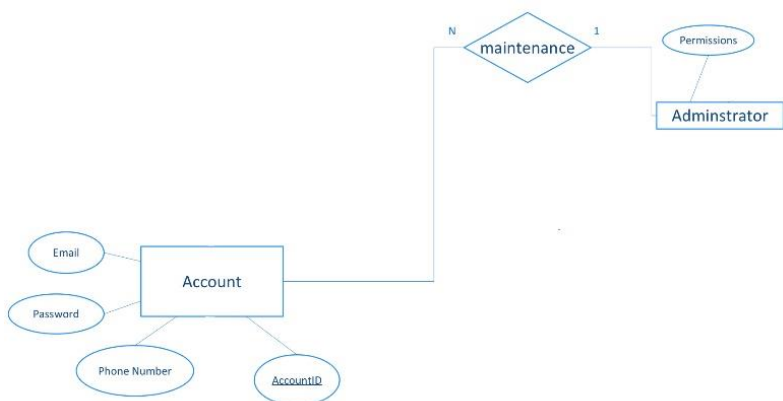 N
maintenance
1
Permissions
Adminstrator
Email
Account
Password
Phone Number
AccountID